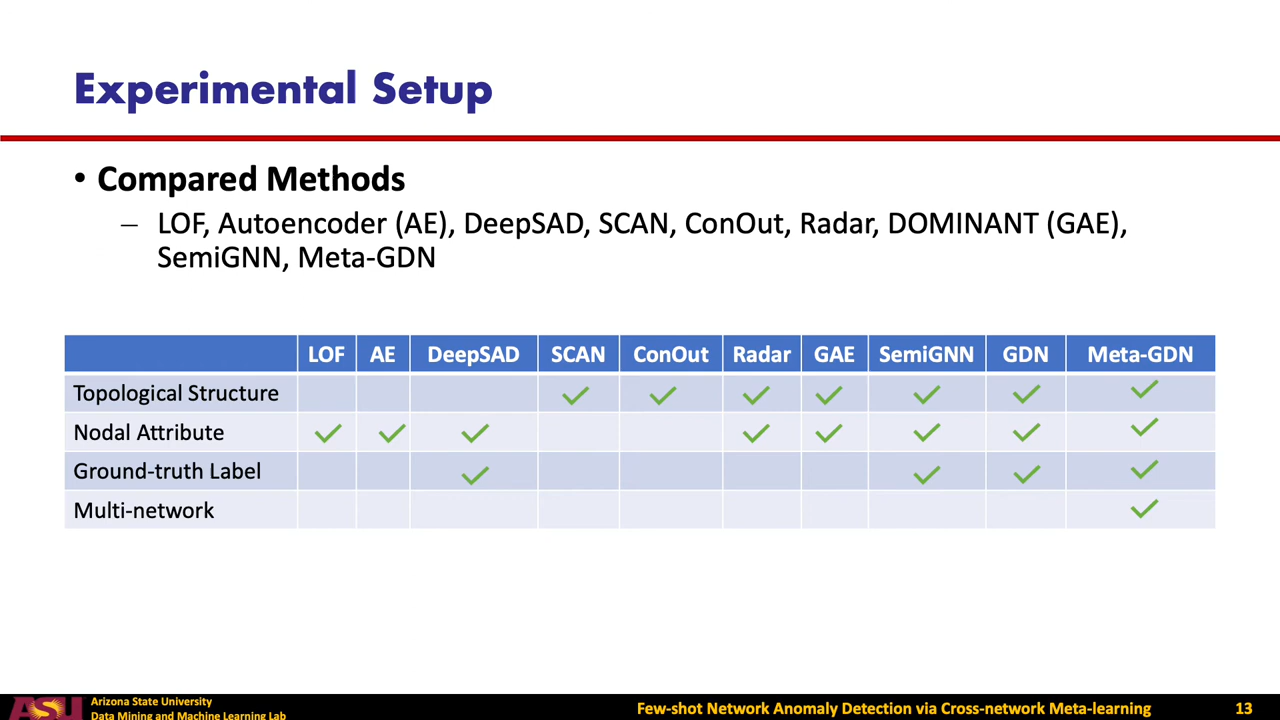 Experimental Setup
• Compared Methods
– LOF, Autoencoder (AE), DeepSAD, SCAN, ConOut, Radar, DOMINANT (GAE),
SemiGNN, Meta-GDN
LOF AE DeepSAD SCAN ConOut Radar GAE SemiGNN GDN Meta-GDN
Topological Structure ✓ ✓ ✓ ✓ ✓ ✓ ✓
Nodal Attribute ✓ ✓ ✓ ✓ ✓ ✓ ✓ ✓
Ground-truth Label ✓ ✓ ✓ ✓
Multi-network ✓
ASU
Arizona State University
Data Mining and Machine Learning Lab
Few-shot Network Anomaly Detection via Cross-network Meta-learning
13